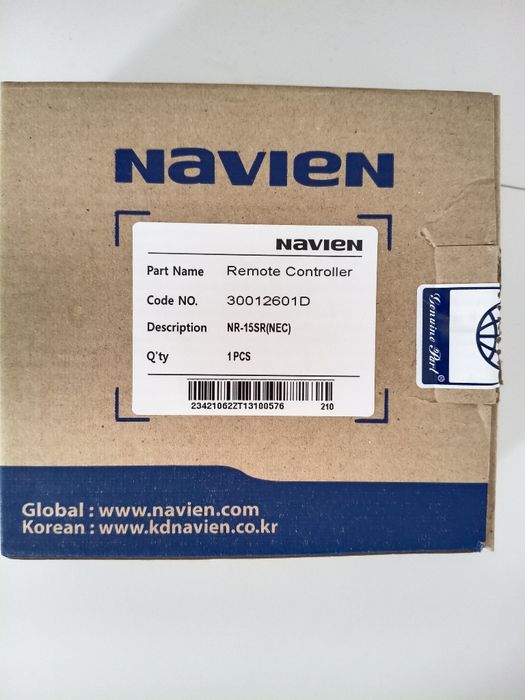 NAVIEN
NAVIEN
Part Name Remote Controller
Code NO. 30012601D
Description NR-15SR(NEC)
Q'ty 1PCS
23421062ZT13100576 210
Genuine Part ®
Global : www.navien.com
Korean : www.kdnavien.co.kr